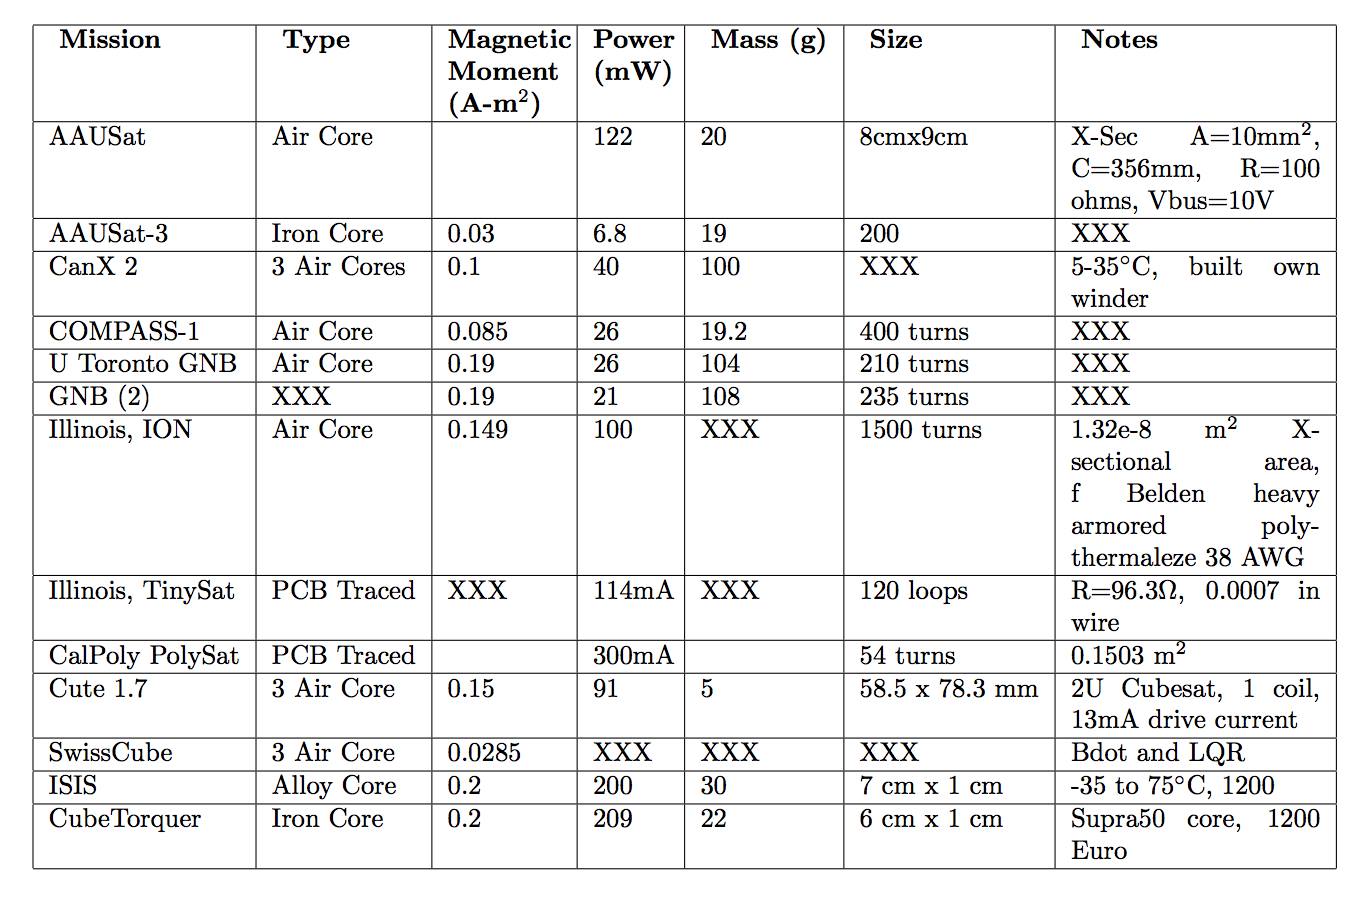 Mission Type Magnetic Moment (A-m²) Power (mW) Mass (g) Size Notes
AAUSat Air Core 122 20 8cmx9cm X-Sec A=10mm²,
C=356mm, R=100
ohms, Vbus=10V
AAUSat-3 Iron Core 0.03 6.8 19 200 XXX
CanX 2 3 Air Cores 0.1 40 100 XXX 5-35°C, built own
winder
COMPASS-1 Air Core 0.085 26 19.2 400 turns XXX
U Toronto GNB Air Core 0.19 26 104 210 turns XXX
GNB (2) XXX 0.19 21 108 235 turns XXX
Illinois, ION Air Core 0.149 100 XXX 1500 turns 1.32e-8 m² X-
sectional area,
f Belden heavy
armored poly-
thermaleze 38 AWG
Illinois, TinySat PCB Traced XXX 114mA XXX 120 loops R=96.3Ω, 0.0007 in
wire
CalPoly PolySat PCB Traced 300mA 54 turns 0.1503 m²
Cute 1.7 3 Air Core 0.15 91 5 58.5 x 78.3 mm 2U Cubesat, 1 coil,
13mA drive current
SwissCube 3 Air Core 0.0285 XXX XXX XXX Bdot and LQR
ISIS Alloy Core 0.2 200 30 7 cm x 1 cm -35 to 75°C, 1200
CubeTorquer Iron Core 0.2 209 22 6 cm x 1 cm Supra50 core, 1200
Euro